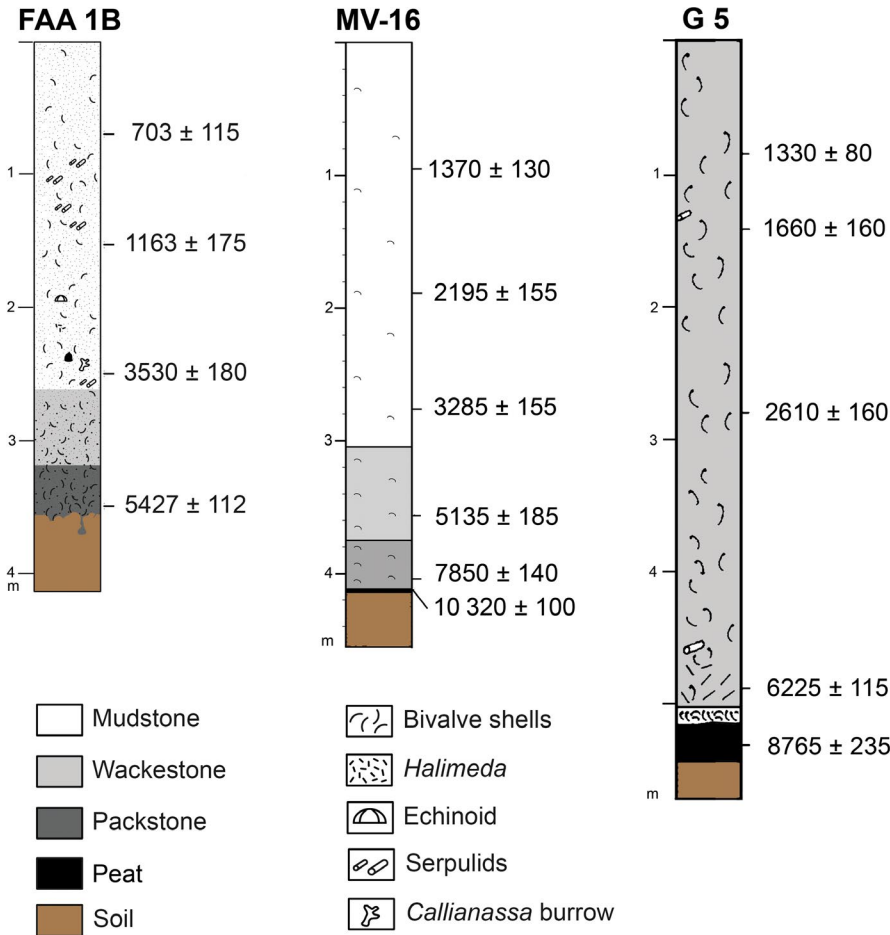 FAA 1B
703 ± 115
1
1163 ± 175
2
3530 ± 180
3
5427 ± 112
4
m
MV-16
1
1370 ± 130
2
2195 ± 155
3285 ± 155
3
5135 ± 185
4
7850 ± 140
10 320 ± 100
m
G 5
1330 ± 80
1
1660 ± 160
2
2610 ± 160
3
4
6225 ± 115
8765 ± 235
m
Mudstone
Wackestone
Packstone
Peat
Soil
Bivalve shells
Halimeda
Echinoid
Serpulids
Callianassa burrow